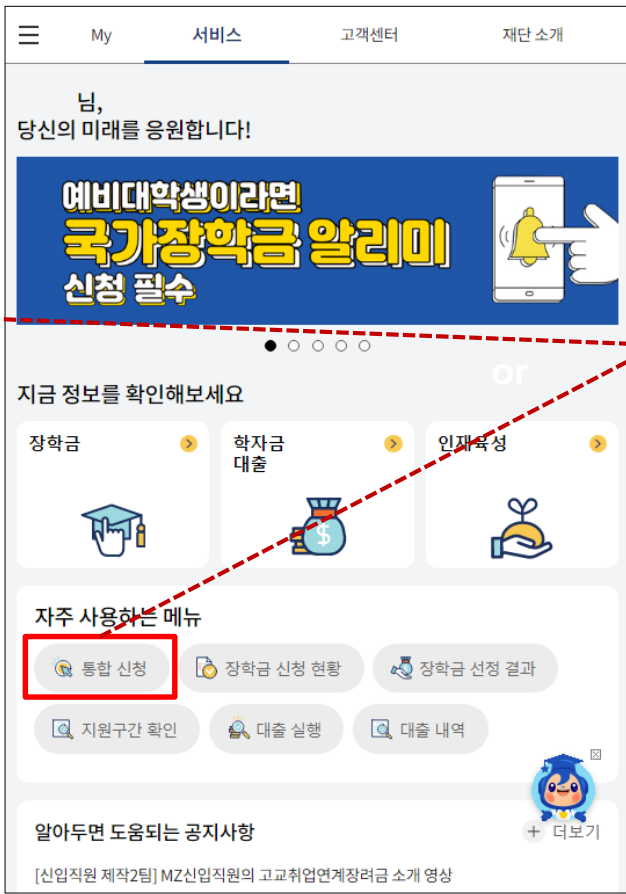 My 서비스 고객센터 재단 소개
님,
당신의 미래를 응원합니다!
예비대학생이라면
국가장학금 알리미
신청 필수
or
지금 정보를 확인해보세요
장학금 학자금 인재육성
대출
자주 사용하는 메뉴
통합 신청 장학금 신청 현황 장학금 선정 결과
지원구간 확인 대출 실행 대출 내역
알아두면 도움되는 공지사항 + 더보기
[신입직원 제작2팀] MZ신입직원의 고교취업연계장려금 소개 영상